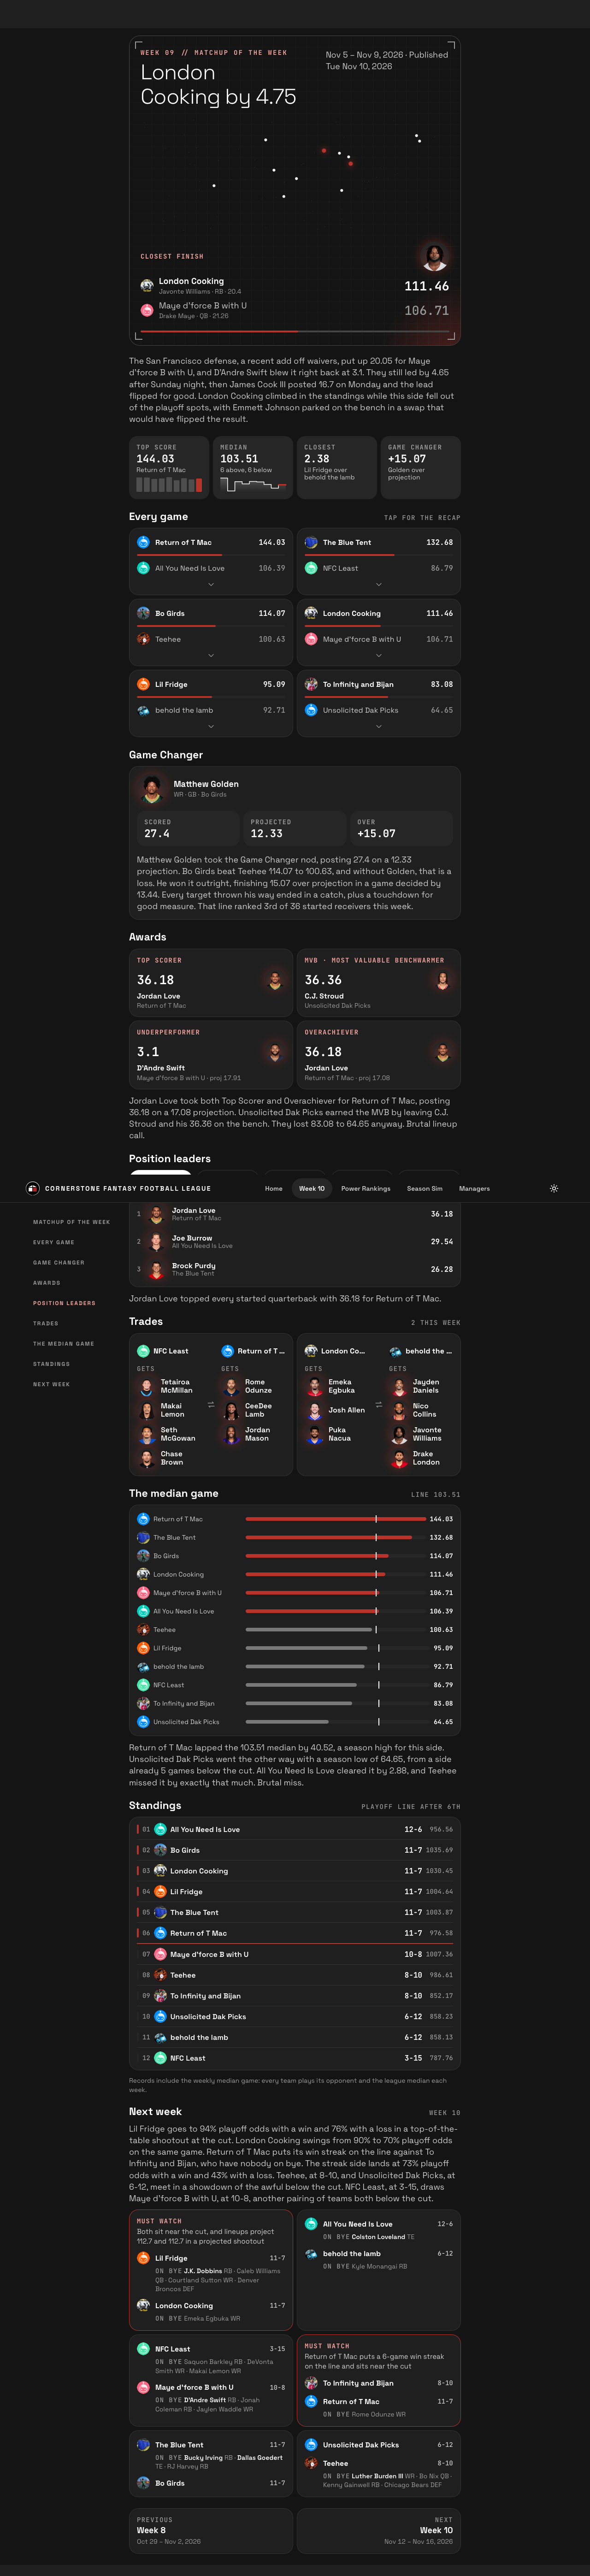 WEEK 09 // MATCHUP OF THE WEEK
Nov 5 – Nov 9, 2026 · Published
Tue Nov 10, 2026
London
Cooking by 4.75
CLOSEST FINISH
London Cooking
Javonte Williams · RB · 20.4
111.46
Maye d'force B with U
Drake Maye · QB · 21.26
106.71
The San Francisco defense, a recent add off waivers, put up 20.05 for Maye
d'force B with U, and D'Andre Swift blew it right back at 3.1. They still led by 4.65
after Sunday night, then James Cook III posted 16.7 on Monday and the lead
flipped for good. London Cooking climbed in the standings while this side fell out
of the playoff spots, with Emmett Johnson parked on the bench in a swap that
would have flipped the result.
TOP SCORE
144.03
Return of T Mac
MEDIAN
103.51
6 above, 6 below
CLOSEST
2.38
Lil Fridge over
behold the lamb
GAME CHANGER
+15.07
Golden over
projection
Every game
TAP FOR THE RECAP
Return of T Mac 144.03
All You Need Is Love 106.39
The Blue Tent 132.68
NFC Least 86.79
Bo Girds 114.07
Teehee 100.63
London Cooking 111.46
Maye d'force B with U 106.71
Lil Fridge 95.09
behold the lamb 92.71
To Infinity and Bijan 83.08
Unsolicited Dak Picks 64.65
Game Changer
Matthew Golden
WR · GB · Bo Girds
SCORED
27.4
PROJECTED
12.33
OVER
+15.07
Matthew Golden took the Game Changer nod, posting 27.4 on a 12.33
projection. Bo Girds beat Teehee 114.07 to 100.63, and without Golden, that is a
loss. He won it outright, finishing 15.07 over projection in a game decided by
13.44. Every target thrown his way ended in a catch, plus a touchdown for
good measure. That line ranked 3rd of 36 started receivers this week.
Awards
TOP SCORER
36.18
Jordan Love
Return of T Mac
MVB · MOST VALUABLE BENCHWARMER
36.36
C.J. Stroud
Unsolicited Dak Picks
UNDERPERFORMER
3.1
D'Andre Swift
Maye d'force B with U · proj 17.91
OVERACHIEVER
36.18
Jordan Love
Return of T Mac · proj 17.08
Jordan Love took both Top Scorer and Overachiever for Return of T Mac, posting
36.18 on a 17.08 projection. Unsolicited Dak Picks earned the MVB by leaving C.J.
Stroud and his 36.36 on the bench. They lost 83.08 to 64.65 anyway. Brutal lineup
call.
Position leaders
CORNERSTONE FANTASY FOOTBALL LEAGUE
Home
Week 10
Power Rankings
Season Sim
Managers
MATCHUP OF THE WEEK
EVERY GAME
GAME CHANGER
AWARDS
POSITION LEADERS
TRADES
THE MEDIAN GAME
STANDINGS
NEXT WEEK
1 Jordan Love 36.18
Return of T Mac
2 Joe Burrow 29.54
All You Need Is Love
3 Brock Purdy 26.28
The Blue Tent
Jordan Love topped every started quarterback with 36.18 for Return of T Mac.
Trades
2 THIS WEEK
NFC Least
GETS
Tetairoa
McMillan
Makai
Lemon
Seth
McGowan
Chase
Brown
Return of T ...
GETS
Rome
Odunze
CeeDee
Lamb
Jordan
Mason
London Co...
GETS
Emeka
Egbuka
Josh Allen
Puka
Nacua
behold the ...
GETS
Jayden
Daniels
Nico
Collins
Javonte
Williams
Drake
London
The median game
LINE 103.51
Return of T Mac 144.03
The Blue Tent 132.68
Bo Girds 114.07
London Cooking 111.46
Maye d'force B with U 106.71
All You Need Is Love 106.39
Teehee 100.63
Lil Fridge 95.09
behold the lamb 92.71
NFC Least 86.79
To Infinity and Bijan 83.08
Unsolicited Dak Picks 64.65
Return of T Mac lapped the 103.51 median by 40.52, a season high for this side.
Unsolicited Dak Picks went the other way with a season low of 64.65, from a side
already 5 games below the cut. All You Need Is Love cleared it by 2.88, and Teehee
missed it by exactly that much. Brutal miss.
Standings
PLAYOFF LINE AFTER 6TH
01 All You Need Is Love 12-6 956.56
02 Bo Girds 11-7 1035.69
03 London Cooking 11-7 1030.45
04 Lil Fridge 11-7 1004.64
05 The Blue Tent 11-7 1003.87
06 Return of T Mac 11-7 976.58
07 Maye d'force B with U 10-8 1007.36
08 Teehee 8-10 986.61
09 To Infinity and Bijan 8-10 852.17
10 Unsolicited Dak Picks 6-12 858.23
11 behold the lamb 6-12 858.13
12 NFC Least 3-15 787.76
Records include the weekly median game: every team plays its opponent and the league median each
week.
Next week
WEEK 10
Lil Fridge goes to 94% playoff odds with a win and 76% with a loss in a top-of-the-
table shootout at the cut. London Cooking swings from 90% to 70% playoff odds
on the same game. Return of T Mac puts its win streak on the line against To
Infinity and Bijan, who have nobody on bye. The streak side lands at 73% playoff
odds with a win and 43% with a loss. Teehee, at 8-10, and Unsolicited Dak Picks, at
6-12, meet in a showdown of the awful below the cut. NFC Least, at 3-15, draws
Maye d'force B with U, at 10-8, another pairing of teams both below the cut.
MUST WATCH
Both sit near the cut, and lineups project
112.7 and 112.7 in a projected shootout
Lil Fridge 11-7
ON BYE J.K. Dobbins RB · Caleb Williams
QB · Courtland Sutton WR · Denver
Broncos DEF
London Cooking 11-7
ON BYE Emeka Egbuka WR
All You Need Is Love 12-6
ON BYE Colston Loveland TE
behold the lamb 6-12
ON BYE Kyle Monangai RB
NFC Least 3-15
ON BYE Saquon Barkley RB · DeVonta
Smith WR · Makai Lemon WR
Maye d'force B with U 10-8
ON BYE D'Andre Swift RB · Jonah
Coleman RB · Jaylen Waddle WR
MUST WATCH
Return of T Mac puts a 6-game win streak
on the line and sits near the cut
To Infinity and Bijan 8-10
Return of T Mac 11-7
ON BYE Rome Odunze WR
The Blue Tent 11-7
ON BYE Bucky Irving RB · Dallas Goedert
TE · RJ Harvey RB
Bo Girds 11-7
Unsolicited Dak Picks 6-12
Teehee 8-10
ON BYE Luther Burden III WR · Bo Nix QB ·
Kenny Gainwell RB · Chicago Bears DEF
PREVIOUS
Week 8
Oct 29 – Nov 2, 2026
NEXT
Week 10
Nov 12 – Nov 16, 2026